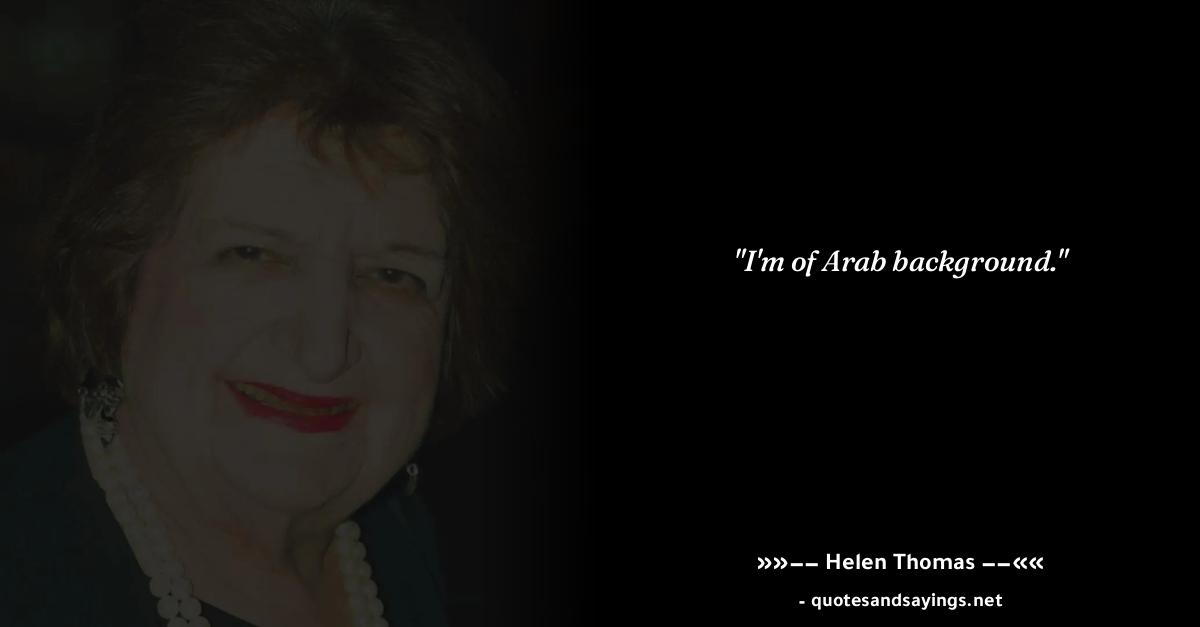 "I'm of Arab background."
»»–– Helen Thomas ––««
- quotesandsayings.net